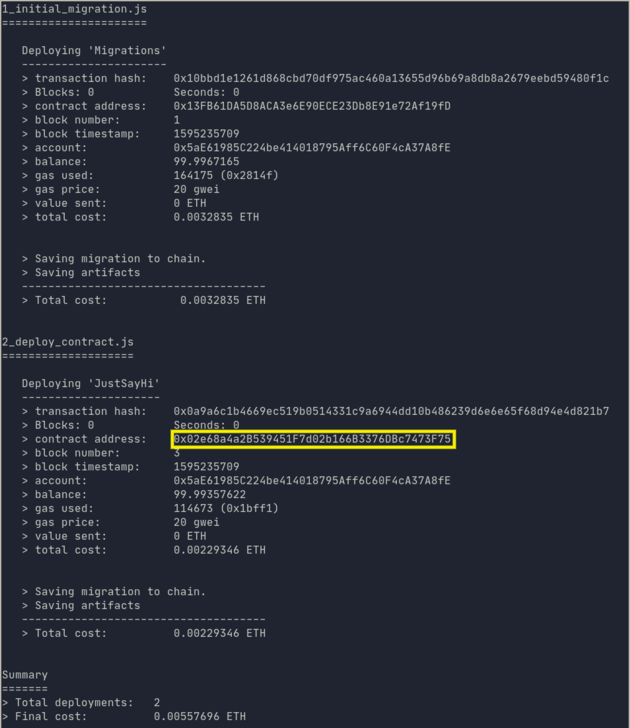 1_initial_migration.js
======================
Deploying 'Migrations'
----------------------
> transaction hash:    0x10bbd1e1261d868cbd70df975ac460a13655d96b69a8db8a2679eebd59480f1c
> Blocks: 0            Seconds: 0
> contract address:    0x13FB61DA5D8ACA3e6E90ECE23Db8E91e72Af19fD
> block number:        1
> block timestamp:     1595235709
> account:             0x5aE61985C224be414018795Aff6C60F4cA37A8fE
> balance:             99.9967165
> gas used:            164175 (0x2814f)
> gas price:           20 gwei
> value sent:          0 ETH
> total cost:          0.0032835 ETH
> Saving migration to chain.
> Saving artifacts
-------------------------------------
> Total cost:           0.0032835 ETH
2_deploy_contract.js
====================
Deploying 'JustSayHi'
---------------------
> transaction hash:    0x0a9a6c1b4669ec519b0514331c9a6944dd10b486239d6e6e65f68d94e4d821b7
> Blocks: 0            Seconds: 0
> contract address:    0x02e68a4a2B539451F7d02b166B3376DBc7473F75
> block number:        3
> block timestamp:     1595235709
> account:             0x5aE61985C224be414018795Aff6C60F4cA37A8fE
> balance:             99.99357622
> gas used:            114673 (0x1bff1)
> gas price:           20 gwei
> value sent:          0 ETH
> total cost:          0.00229346 ETH
> Saving migration to chain.
> Saving artifacts
-------------------------------------
> Total cost:          0.00229346 ETH
Summary
=======
> Total deployments:   2
> Final cost:          0.00557696 ETH